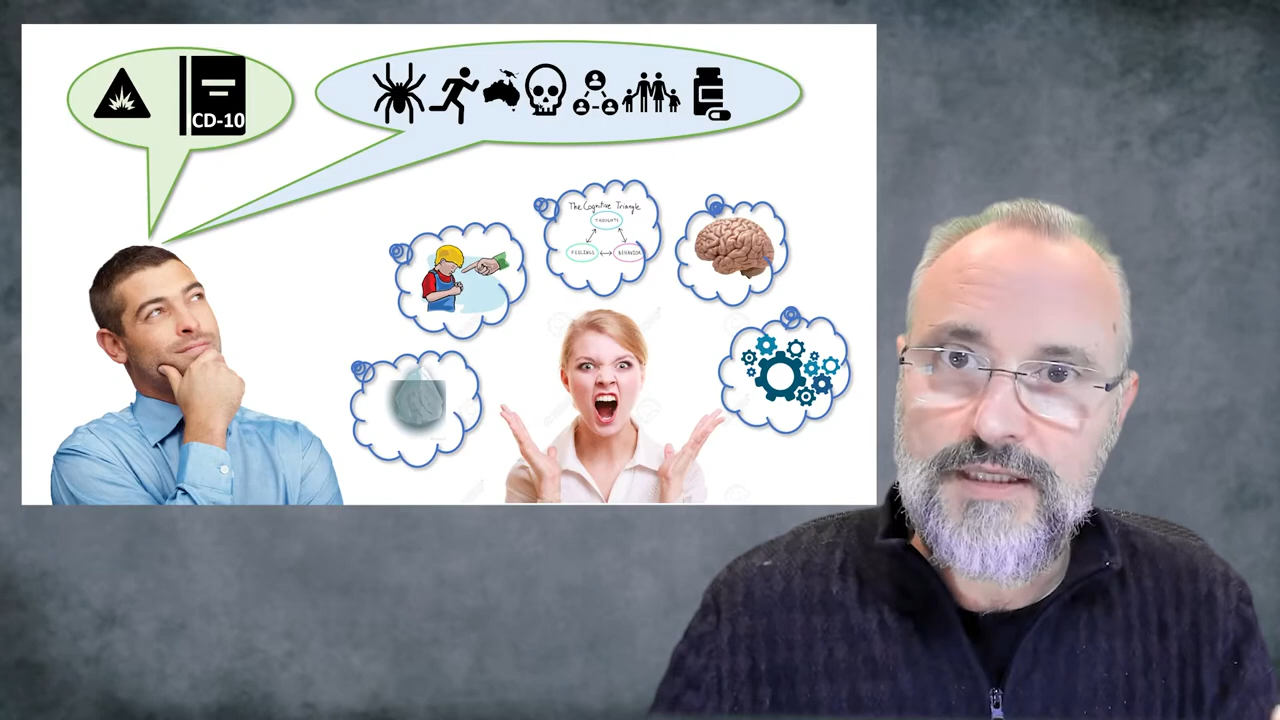 CD-10
The Cognitive Triangle
THOUGHTS
FEELINGS
BEHAVIOR